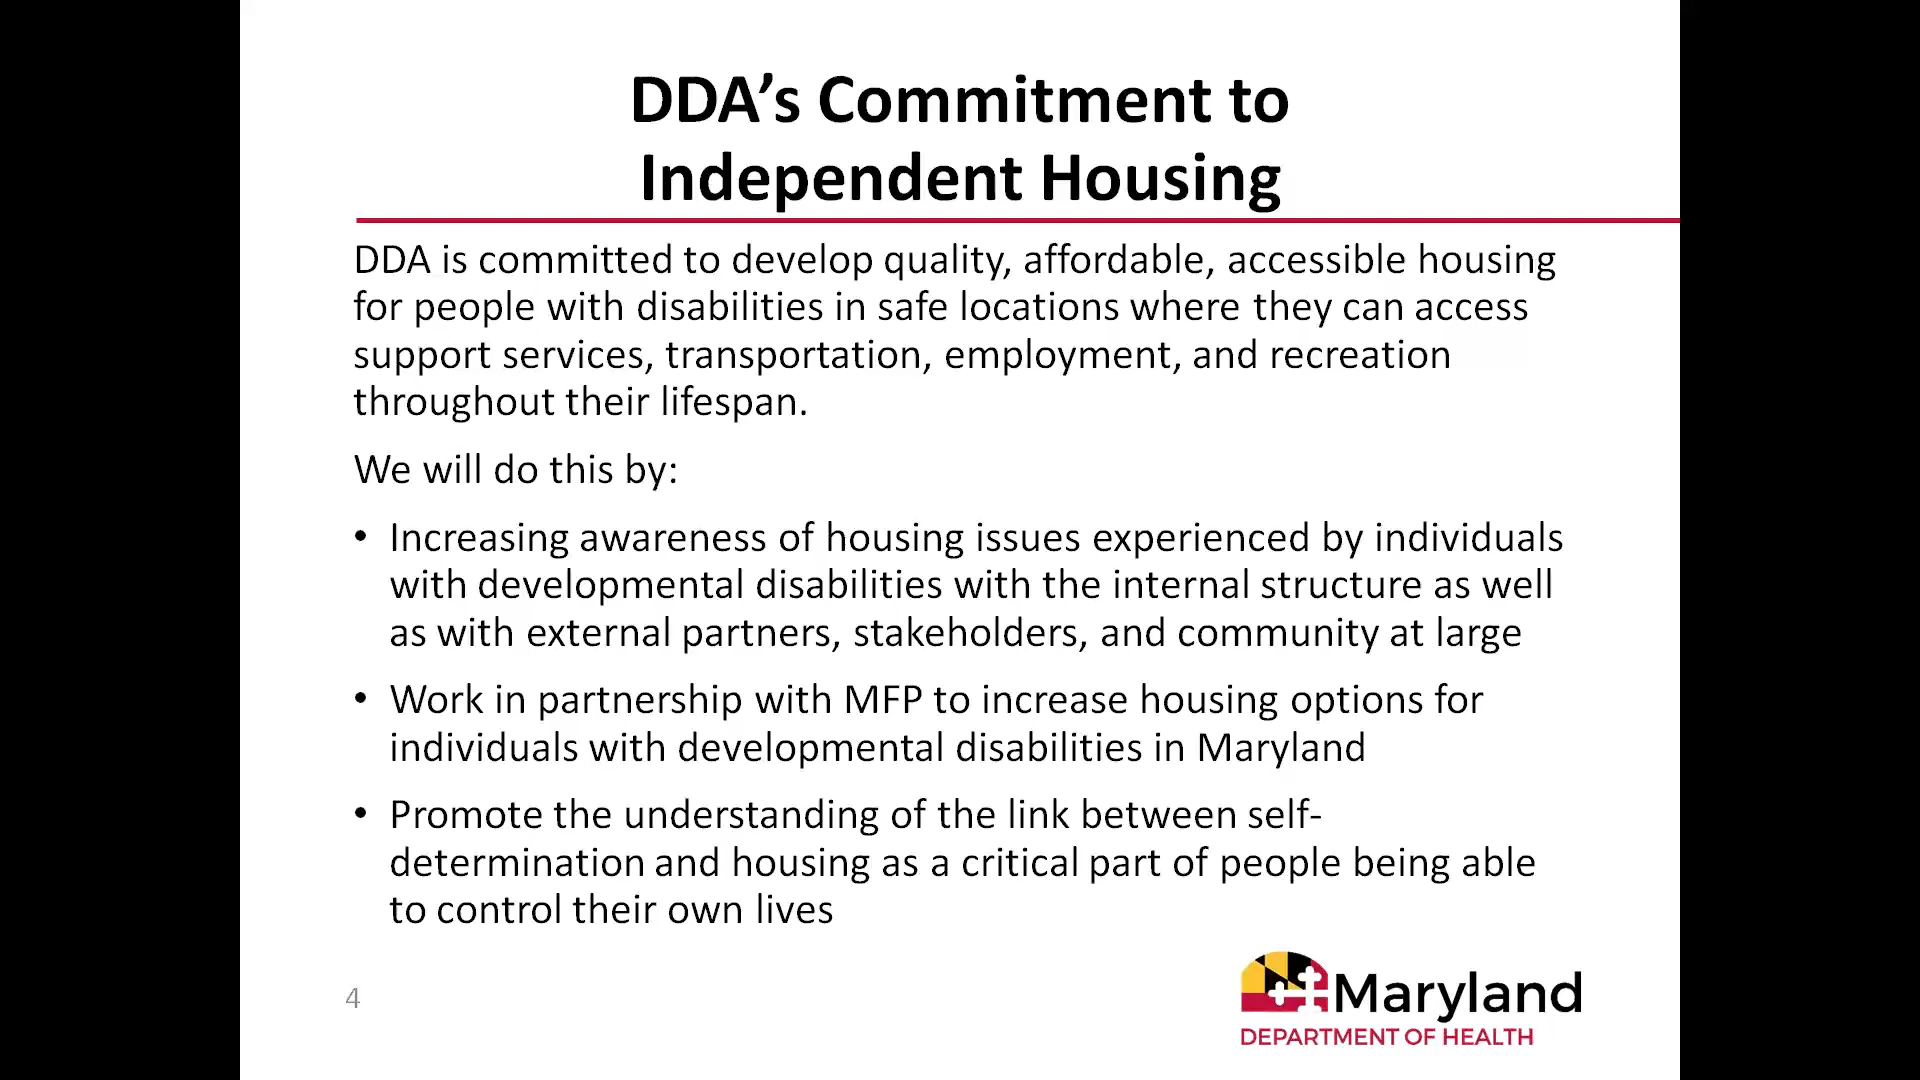 DDA’s Commitment to
Independent Housing
DDA is committed to develop quality, affordable, accessible housing
for people with disabilities in safe locations where they can access
support services, transportation, employment, and recreation
throughout their lifespan.
We will do this by:
• Increasing awareness of housing issues experienced by individuals
with developmental disabilities with the internal structure as well
as with external partners, stakeholders, and community at large
• Work in partnership with MFP to increase housing options for
individuals with developmental disabilities in Maryland
• Promote the understanding of the link between self-
determination and housing as a critical part of people being able
to control their own lives
4
Maryland
DEPARTMENT OF HEALTH